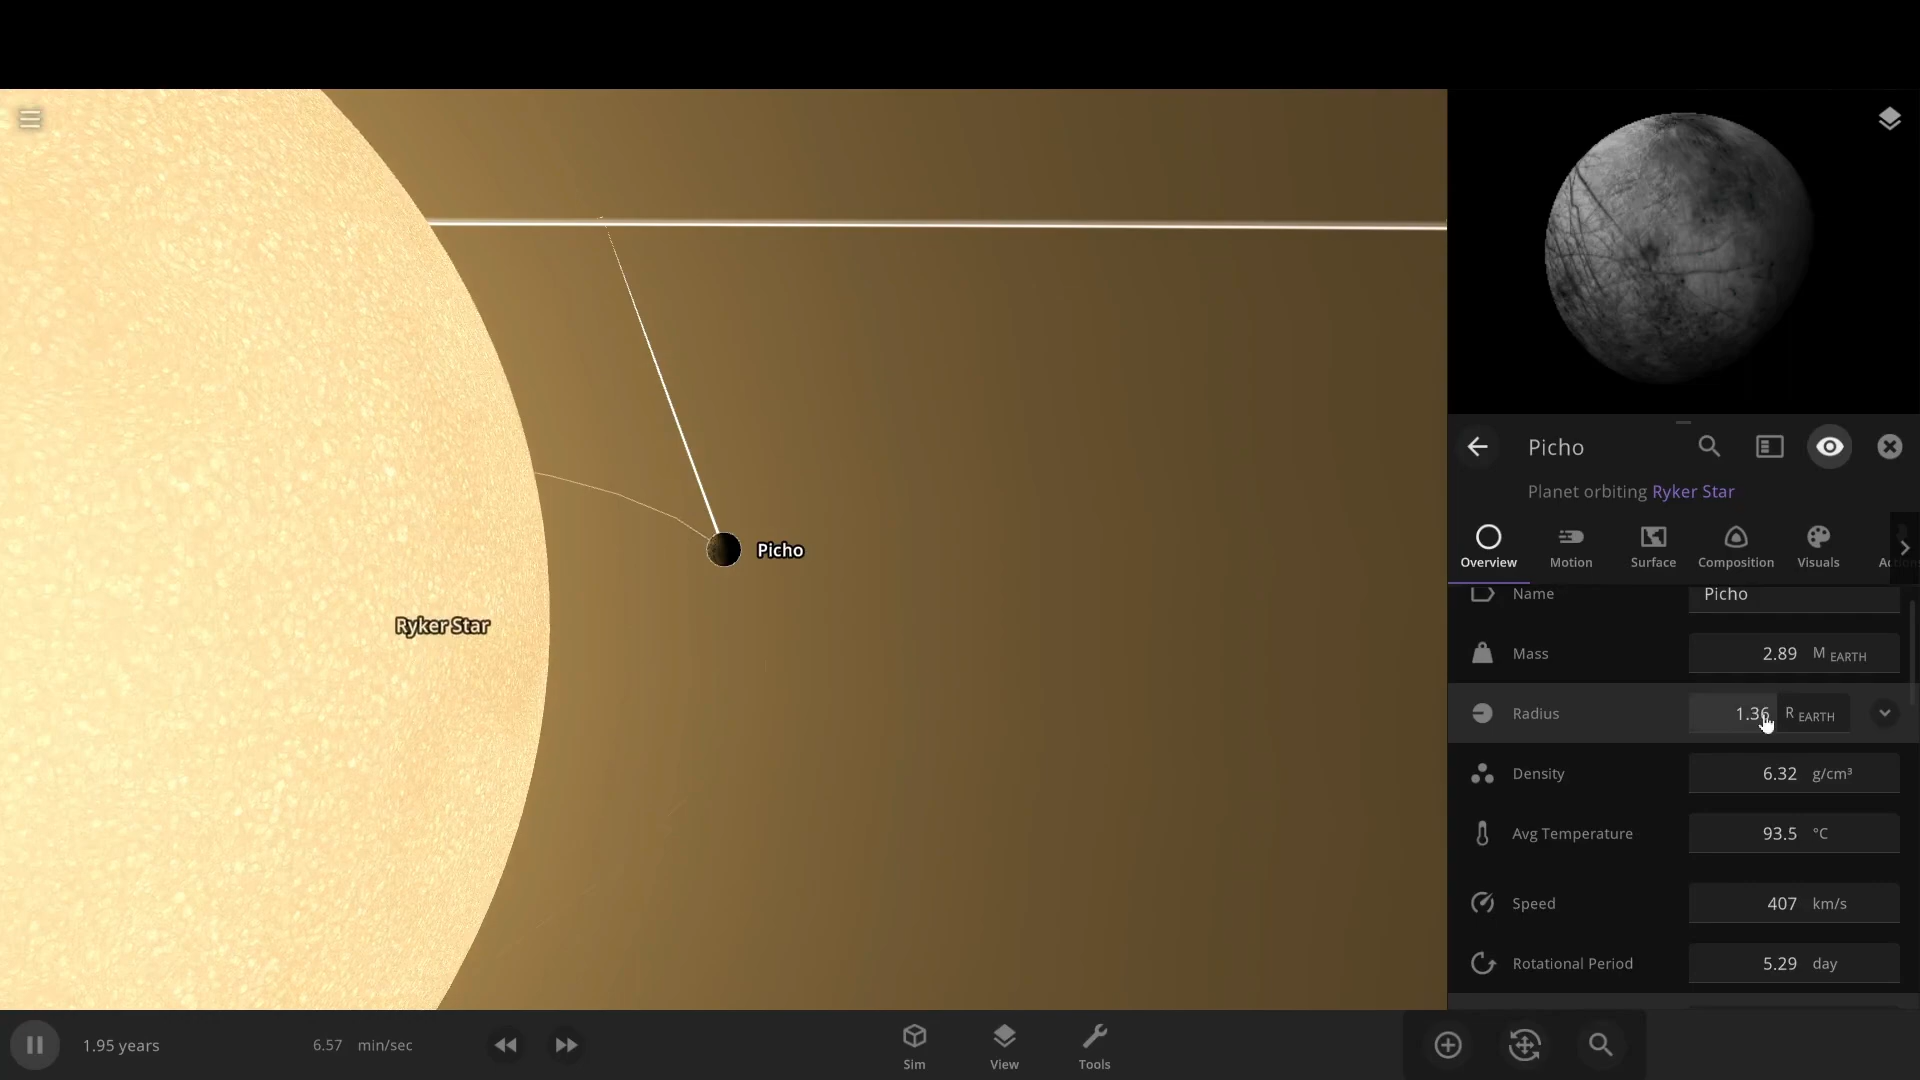 Picho
Ryker Star
Picho
Planet orbiting Ryker Star
Overview
Motion
Surface
Composition
Visuals
Name Picho
Mass 2.89 M EARTH
Radius 1.36 R EARTH
Density 6.32 g/cm³
Avg Temperature 93.5 °C
Speed 407 km/s
Rotational Period 5.29 day
1.95 years 6.57 min/sec
Sim
View
Tools